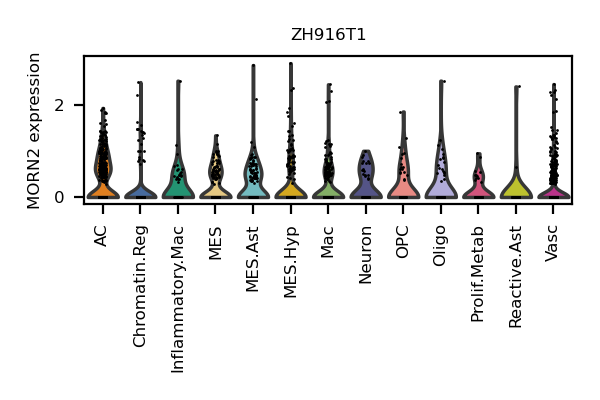 ZH916T1
MORN2 expression
2
0
AC
Chromatin.Reg
Inflammatory.Mac
MES
MES.Ast
MES.Hyp
Mac
Neuron
OPC
Oligo
Prolif.Metab
Reactive.Ast
Vasc